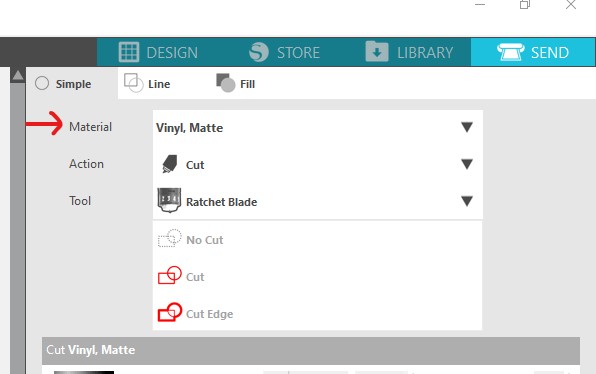 DESIGN STORE LIBRARY SEND
Simple Line Fill
Material Vinyl, Matte
Action Cut
Tool Ratchet Blade
No Cut
Cut
Cut Edge
Cut Vinyl, Matte